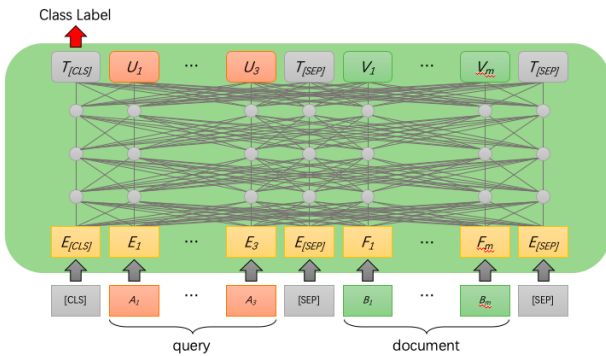 Class Label
T[CLS] U1 ... U3 T[SEP] V1 ... Vm T[SEP]
E[CLS] E1 ... E3 E[SEP] F1 ... Fm E[SEP]
[CLS] A1 ... A3 [SEP] B1 ... Bm [SEP]
query document